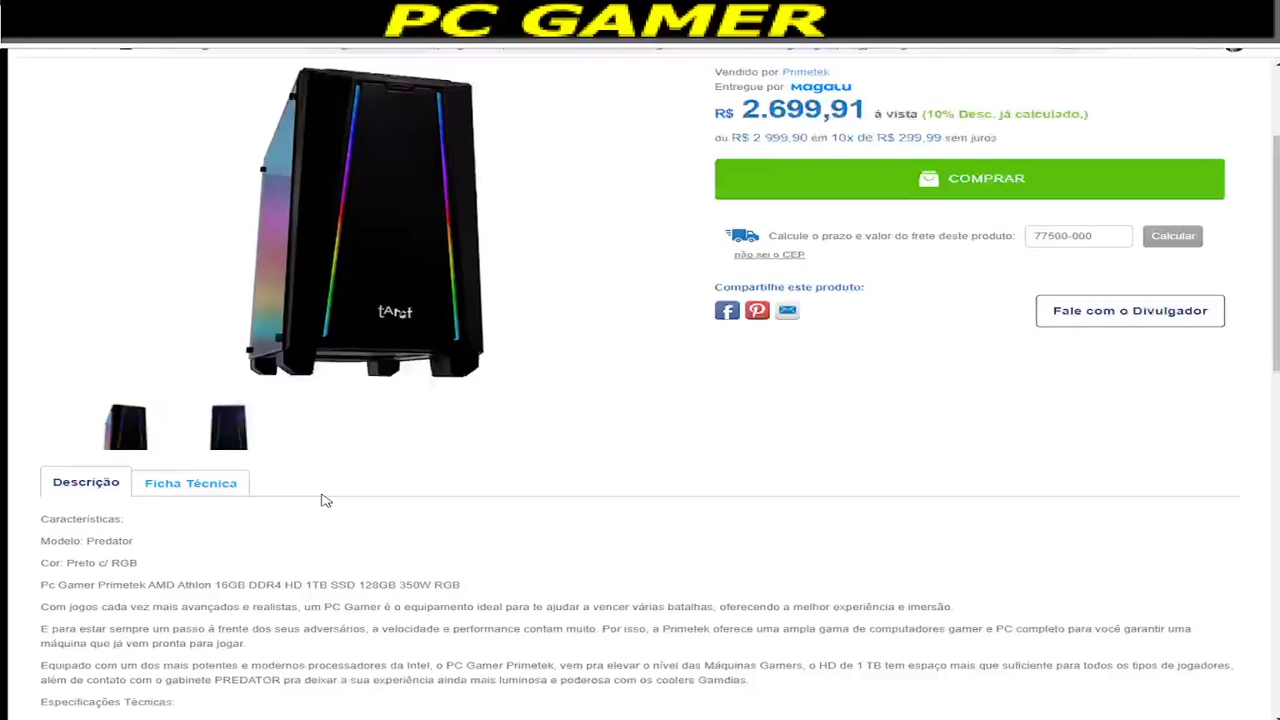 PC GAMER
Vendido por Primetek
Entregue por Magalu
R$ 2.699,91 à vista (10% Desc. já calculado.)
ou R$ 2 999,90 em 10x de R$ 299,99 sem juros
COMPRAR
Calcule o prazo e valor do frete deste produto: 77500-000 Calcular
não sei o CEP
Compartilhe este produto:
Fale com o Divulgador
Descrição Ficha Técnica
Características:
Modelo: Predator
Cor: Preto c/ RGB
Pc Gamer Primetek AMD Athlon 16GB DDR4 HD 1TB SSD 128GB 350W RGB
Com jogos cada vez mais avançados e realistas, um PC Gamer é o equipamento ideal para te ajudar a vencer várias batalhas, oferecendo a melhor experiência e imersão.
E para estar sempre um passo à frente dos seus adversários, a velocidade e performance contam muito. Por isso, a Primetek oferece uma ampla gama de computadores gamer e PC completo para você garantir uma
máquina que já vem pronta para jogar.
Equipado com um dos mais potentes e modernos processadores da Intel, o PC Gamer Primetek, vem pra elevar o nível das Máquinas Gamers, o HD de 1 TB tem espaço mais que suficiente para todos os tipos de jogadores,
além de contato com o gabinete PREDATOR pra deixar a sua experiência ainda mais luminosa e poderosa com os coolers Gamdias.
Especificações Técnicas: